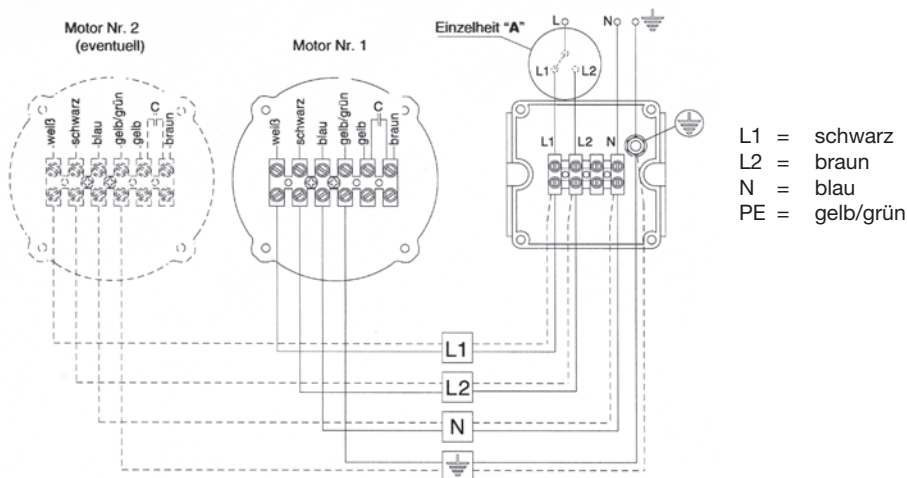 Motor Nr. 2
(eventuell)
weiß
schwarz
blau
gelb/grün
gelb
C
braun
Motor Nr. 1
weiß
schwarz
blau
gelb/grün
gelb
C
braun
Einzelheit "A"
L
N
L1
L2
L1
L2
N
L1 = schwarz
L2 = braun
N = blau
PE = gelb/grün
L1
L2
N